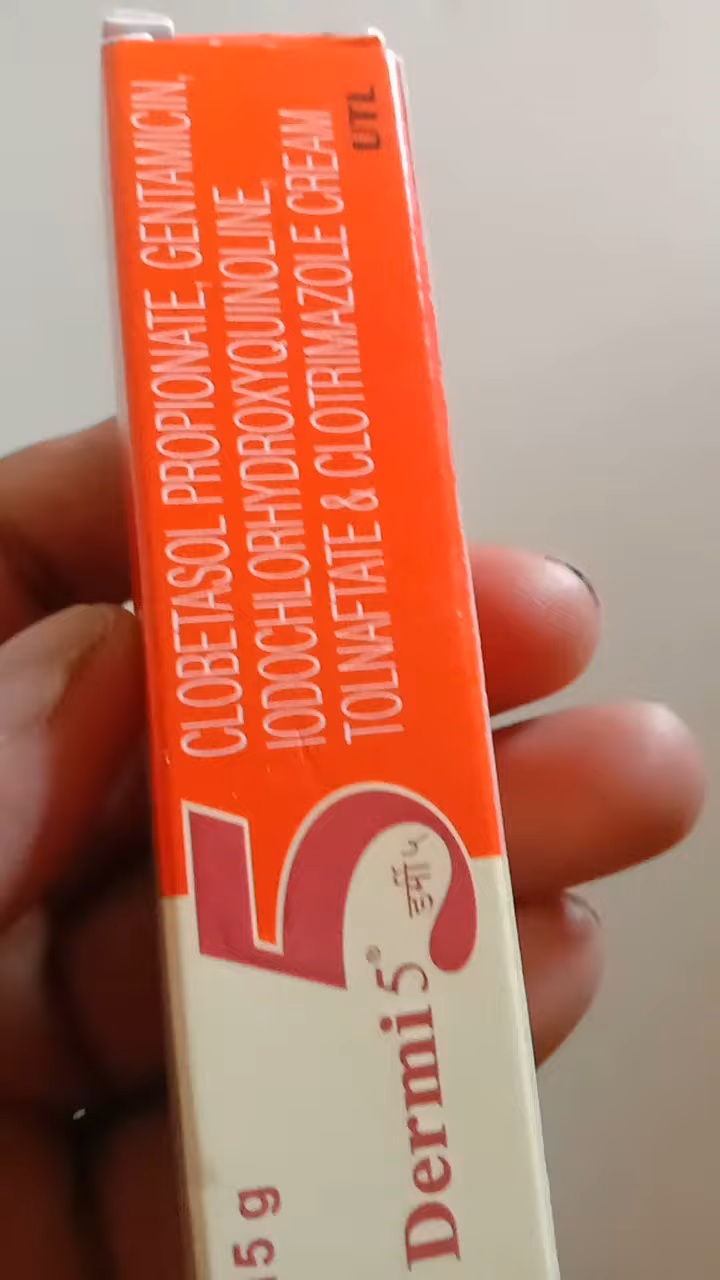 CLOBETASOL PROPIONATE, GENTAMICIN,
IODOCHLORHYDROXYQUINOLINE,
TOLNAFTATE & CLOTRIMAZOLE CREAM
UTL
5
डर्मी ५
Dermi 5®
15 g